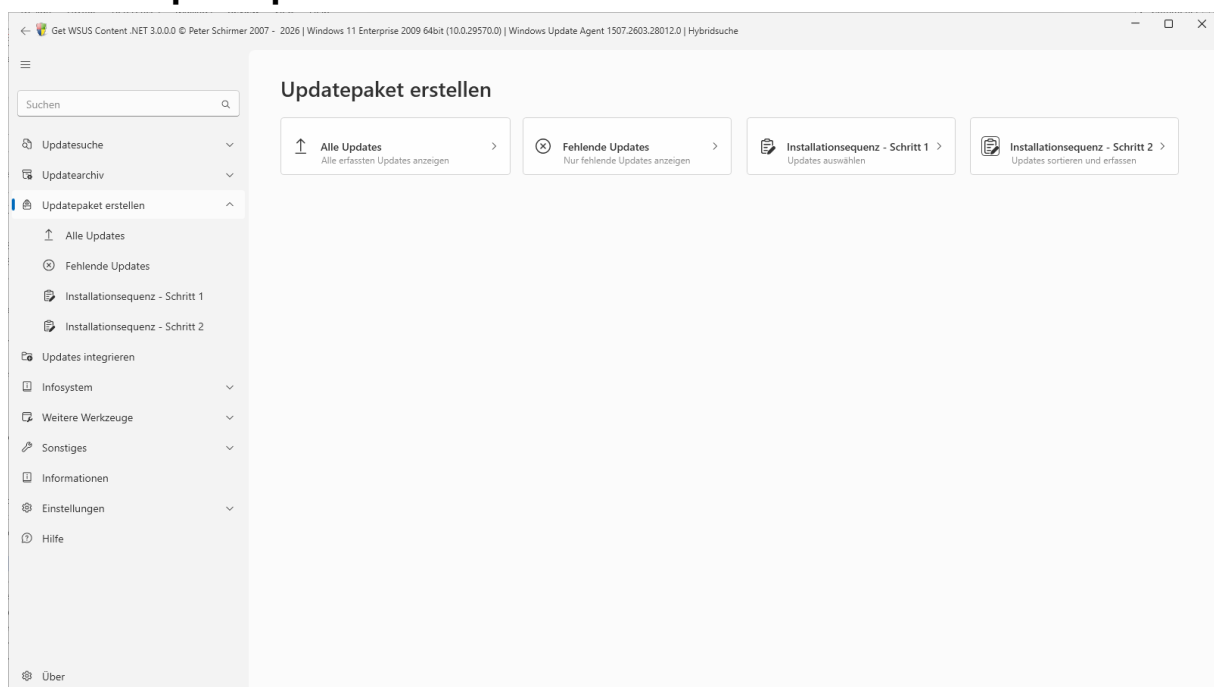 Get WSUS Content .NET 3.0.0.0 © Peter Schirmer 2007 - 2026 | Windows 11 Enterprise 2009 64bit (10.0.29570.0) | Windows Update Agent 1507.2603.28012.0 | Hybridsuche
Suchen
Updatesuche
Updatearchiv
Updatepaket erstellen
Alle Updates
Fehlende Updates
Installationsequenz - Schritt 1
Installationsequenz - Schritt 2
Updates integrieren
Infosystem
Weitere Werkzeuge
Sonstiges
Informationen
Einstellungen
Hilfe
Über
Updatepaket erstellen
Alle Updates
Alle erfassten Updates anzeigen
Fehlende Updates
Nur fehlende Updates anzeigen
Installationsequenz - Schritt 1
Updates auswählen
Installationsequenz - Schritt 2
Updates sortieren und erfassen